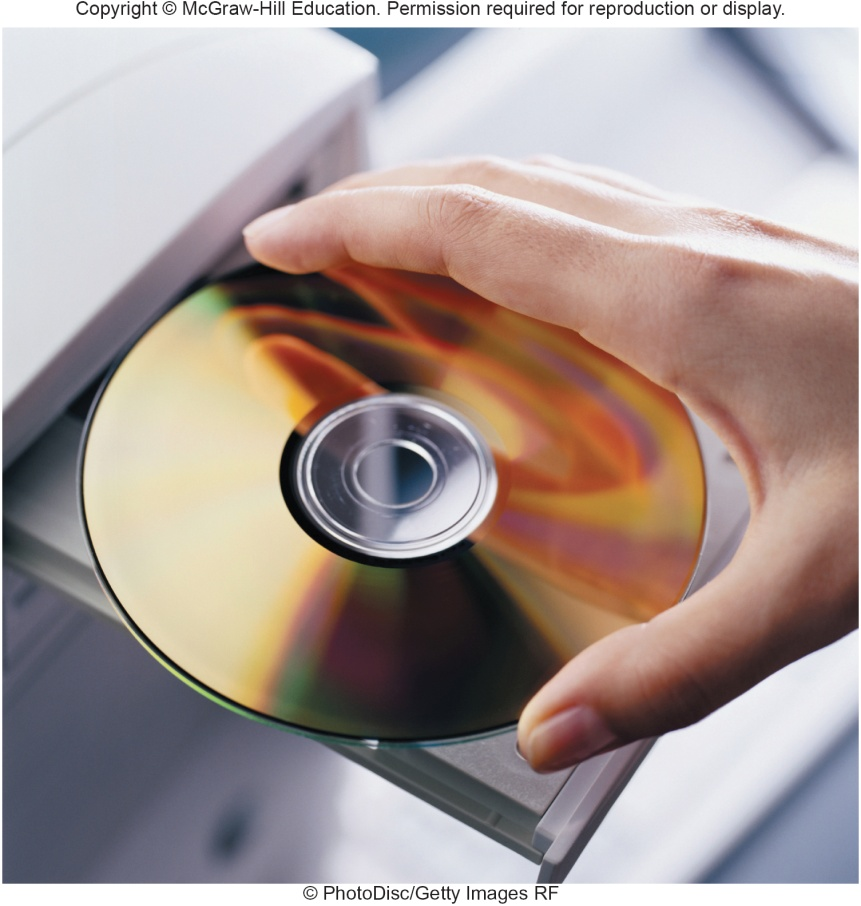 Copyright © McGraw-Hill Education. Permission required for reproduction or display.
© PhotoDisc/Getty Images RF